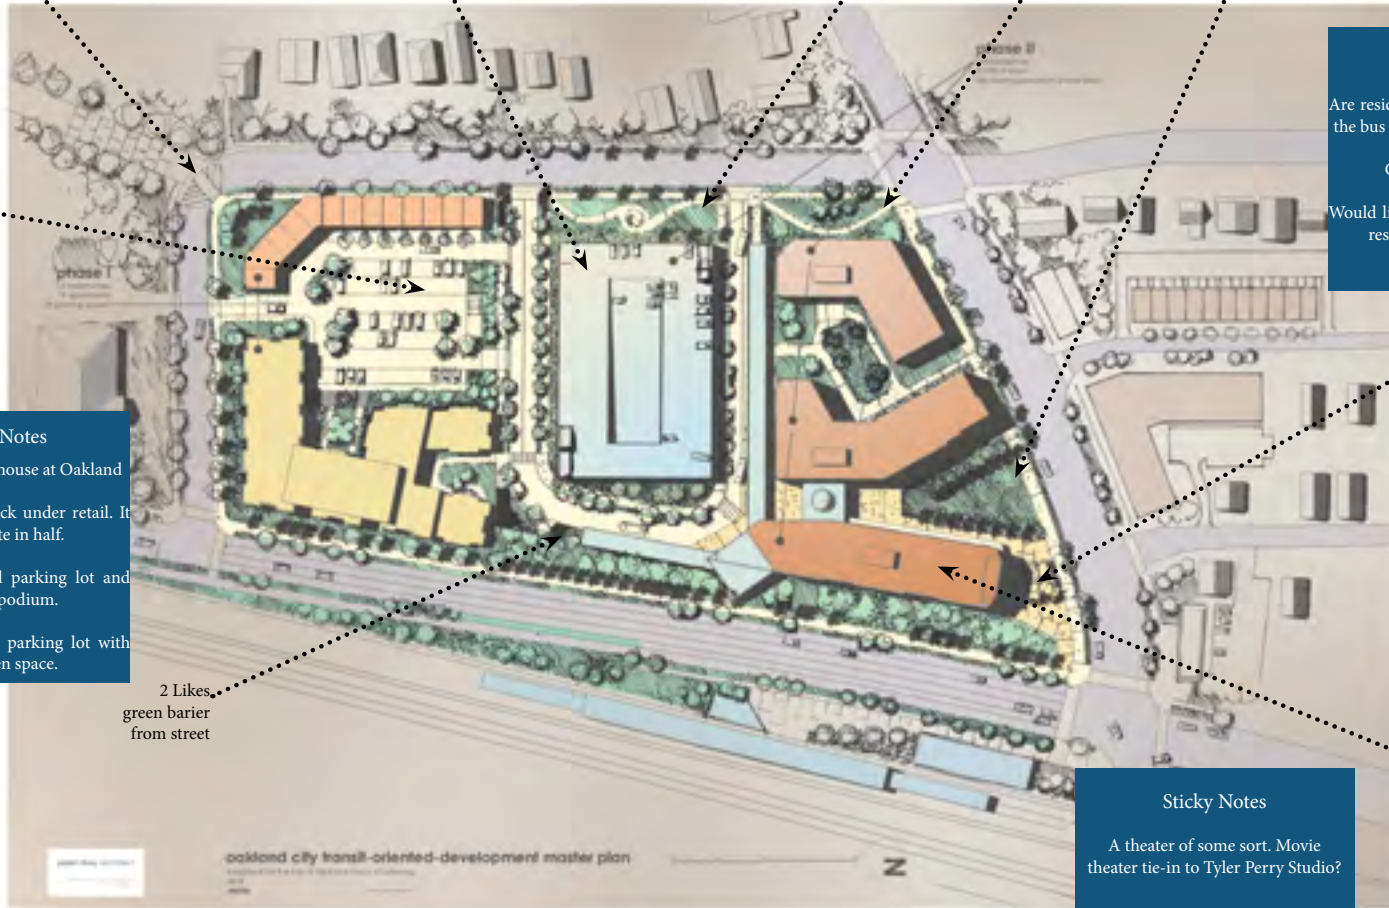 phase II
Are resid
the bus
Would li
res
phase I
Notes
house at Oakland
ck under retail. It
te in half.
l parking lot and
podium.
parking lot with
en space.
2 Likes
green barier
from street
Sticky Notes
A theater of some sort. Movie
theater tie-in to Tyler Perry Studio?
oakland city transit-oriented-development master plan
N